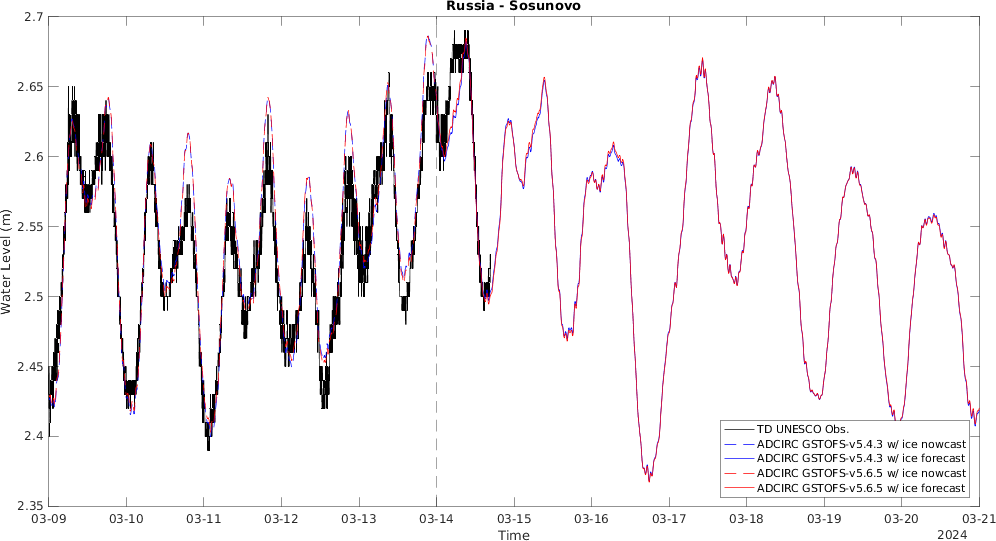 Russia - Sosunovo
2.7
2.65
2.6
2.55
2.5
2.45
2.4
2.35
Water Level (m)
03-09 03-10 03-11 03-12 03-13 03-14 03-15 03-16 03-17 03-18 03-19 03-20 03-21
Time
2024
TD UNESCO Obs.
ADCIRC GSTOFS-v5.4.3 w/ ice nowcast
ADCIRC GSTOFS-v5.4.3 w/ ice forecast
ADCIRC GSTOFS-v5.6.5 w/ ice nowcast
ADCIRC GSTOFS-v5.6.5 w/ ice forecast